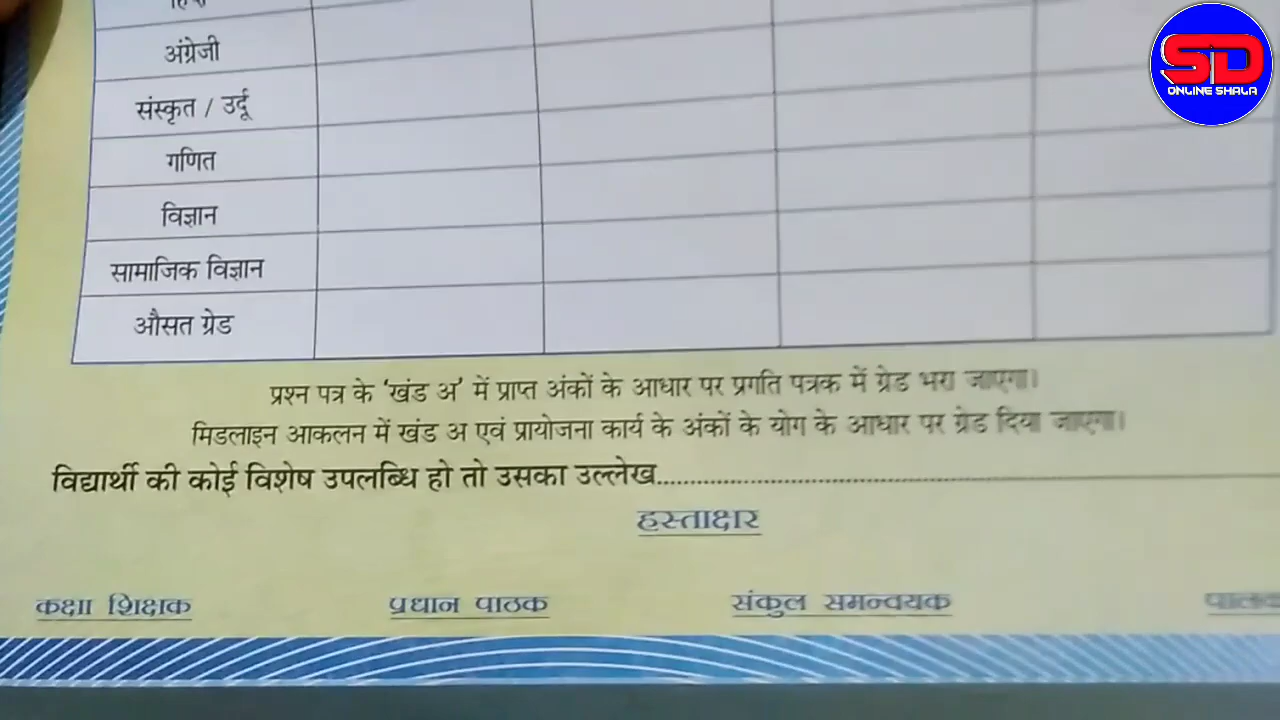 SD
ONLINE SHALA
अंग्रेजी
संस्कृत / उर्दू
गणित
विज्ञान
सामाजिक विज्ञान
औसत ग्रेड
प्रश्न पत्र के 'खंड अ' में प्राप्त अंकों के आधार पर प्रगति पत्रक में ग्रेड भरा जाएगा।
मिडलाइन आकलन में खंड अ एवं प्रायोजना कार्य के अंकों के योग के आधार पर ग्रेड दिया जाएगा।
विद्यार्थी की कोई विशेष उपलब्धि हो तो उसका उल्लेख........................................................
हस्ताक्षर
कक्षा शिक्षक प्रधान पाठक संकुल समन्वयक